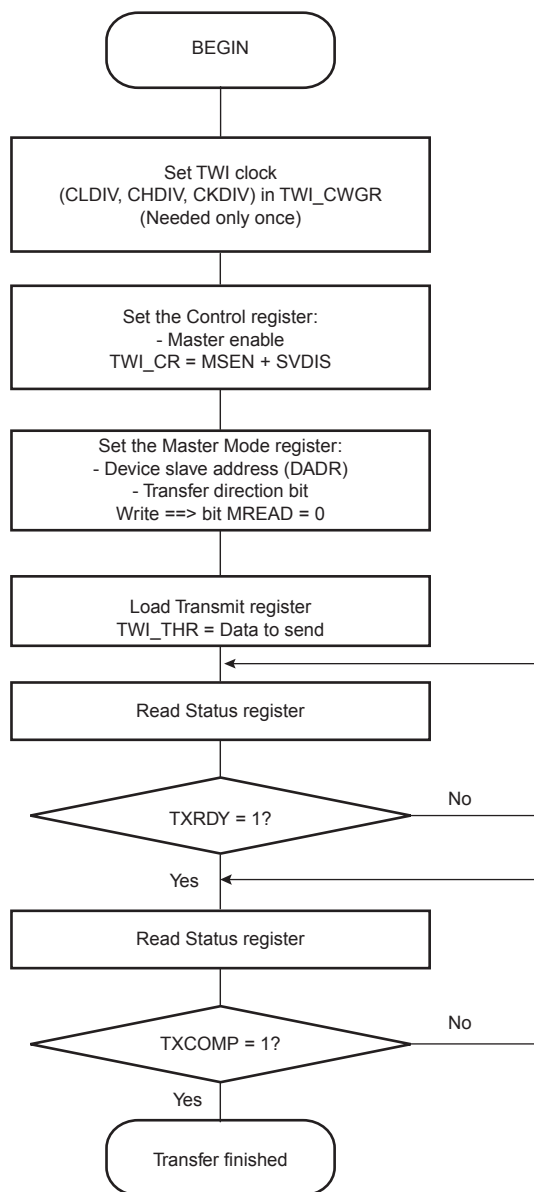 BEGIN
Set TWI clock
(CLDIV, CHDIV, CKDIV) in TWI_CWGR
(Needed only once)
Set the Control register:
- Master enable
TWI_CR = MSEN + SVDIS
Set the Master Mode register:
- Device slave address (DADR)
- Transfer direction bit
Write ==> bit MREAD = 0
Load Transmit register
TWI_THR = Data to send
Read Status register
TXRDY = 1?
No
Yes
Read Status register
TXCOMP = 1?
No
Yes
Transfer finished